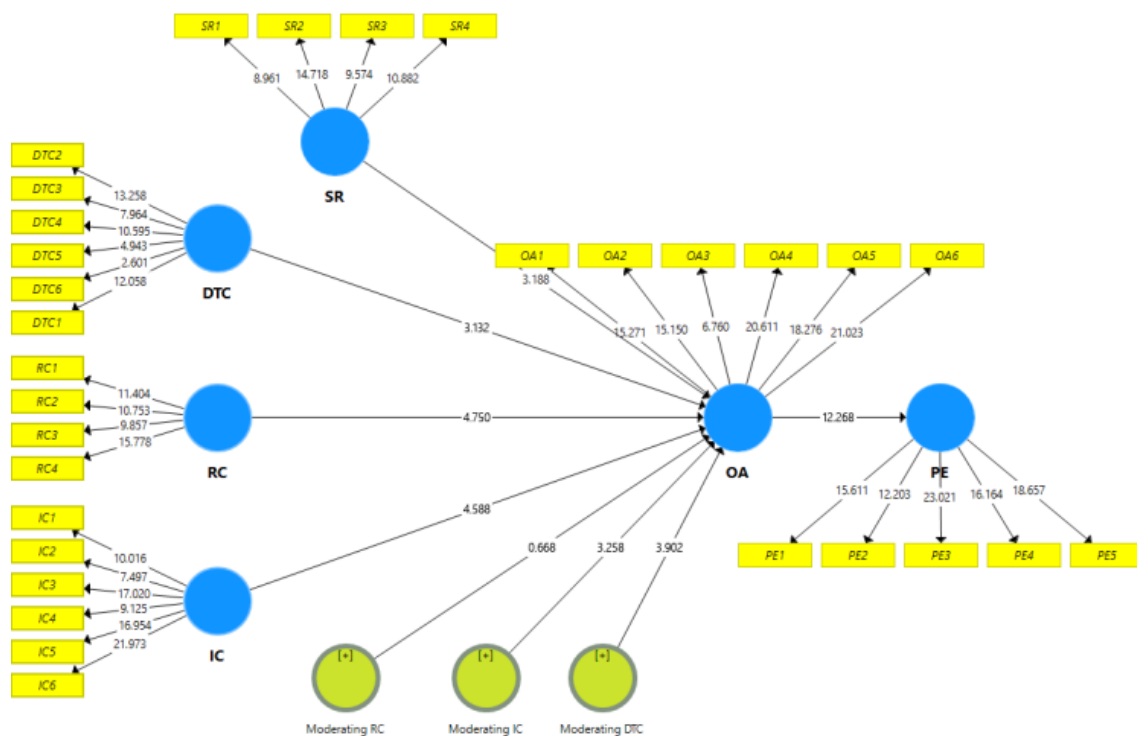 SR1 SR2 SR3 SR4
8.961 14.718 9.574 10.882
SR
DTC2
DTC3
DTC4
DTC5
DTC6
DTC1
13.258
7.964
10.595
4.943
2.601
12.058
DTC
OA1 OA2 OA3 OA4 OA5 OA6
3.188
15.271 15.150 6.760 20.611 18.276 21.023
3.132
RC1
RC2
RC3
RC4
11.404
10.753
9.857
15.778
RC
4.750
OA
12.268
PE
15.611 12.203 23.021 16.164 18.657
PE1 PE2 PE3 PE4 PE5
IC1
IC2
IC3
IC4
IC5
IC6
10.016
7.497
17.020
9.125
16.954
21.973
IC
4.588
0.668 3.258 3.902
[+] [+] [+]
Moderating RC Moderating IC Moderating DTC